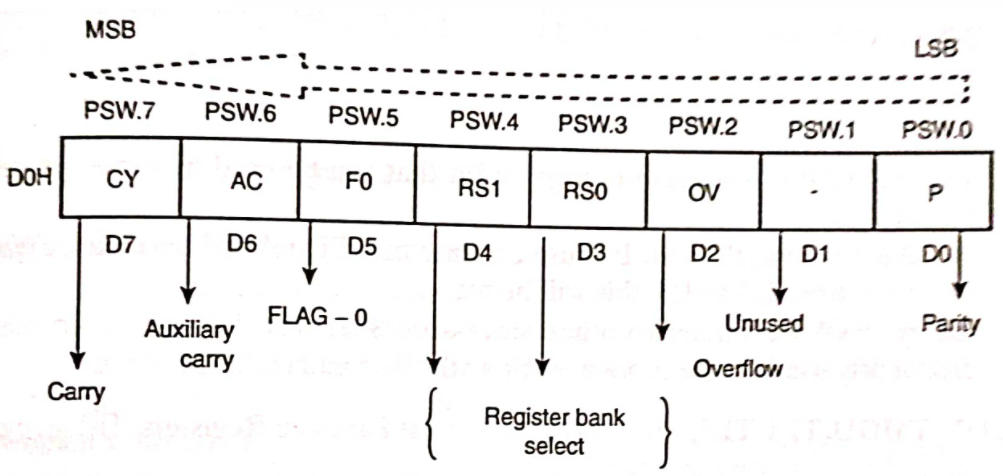 MSB
LSB
PSW.7 PSW.6 PSW.5 PSW.4 PSW.3 PSW.2 PSW.1 PSW.0
D0H CY AC F0 RS1 RS0 OV - P
D7 D6 D5 D4 D3 D2 D1 D0
Carry
Auxiliary
carry
FLAG – 0
Register bank
select
Overflow
Unused
Parity